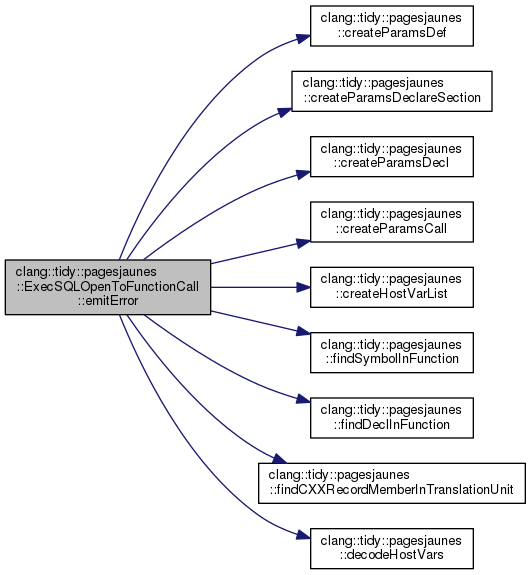 clang::tidy::pagesjaunes
::createParamsDef
clang::tidy::pagesjaunes
::createParamsDeclareSection
clang::tidy::pagesjaunes
::createParamsDecl
clang::tidy::pagesjaunes
::createParamsCall
clang::tidy::pagesjaunes
::ExecSQLOpenToFunctionCall
::emitError
clang::tidy::pagesjaunes
::createHostVarList
clang::tidy::pagesjaunes
::findSymbolInFunction
clang::tidy::pagesjaunes
::findDeclInFunction
clang::tidy::pagesjaunes
::findCXXRecordMemberInTranslationUnit
clang::tidy::pagesjaunes
::decodeHostVars